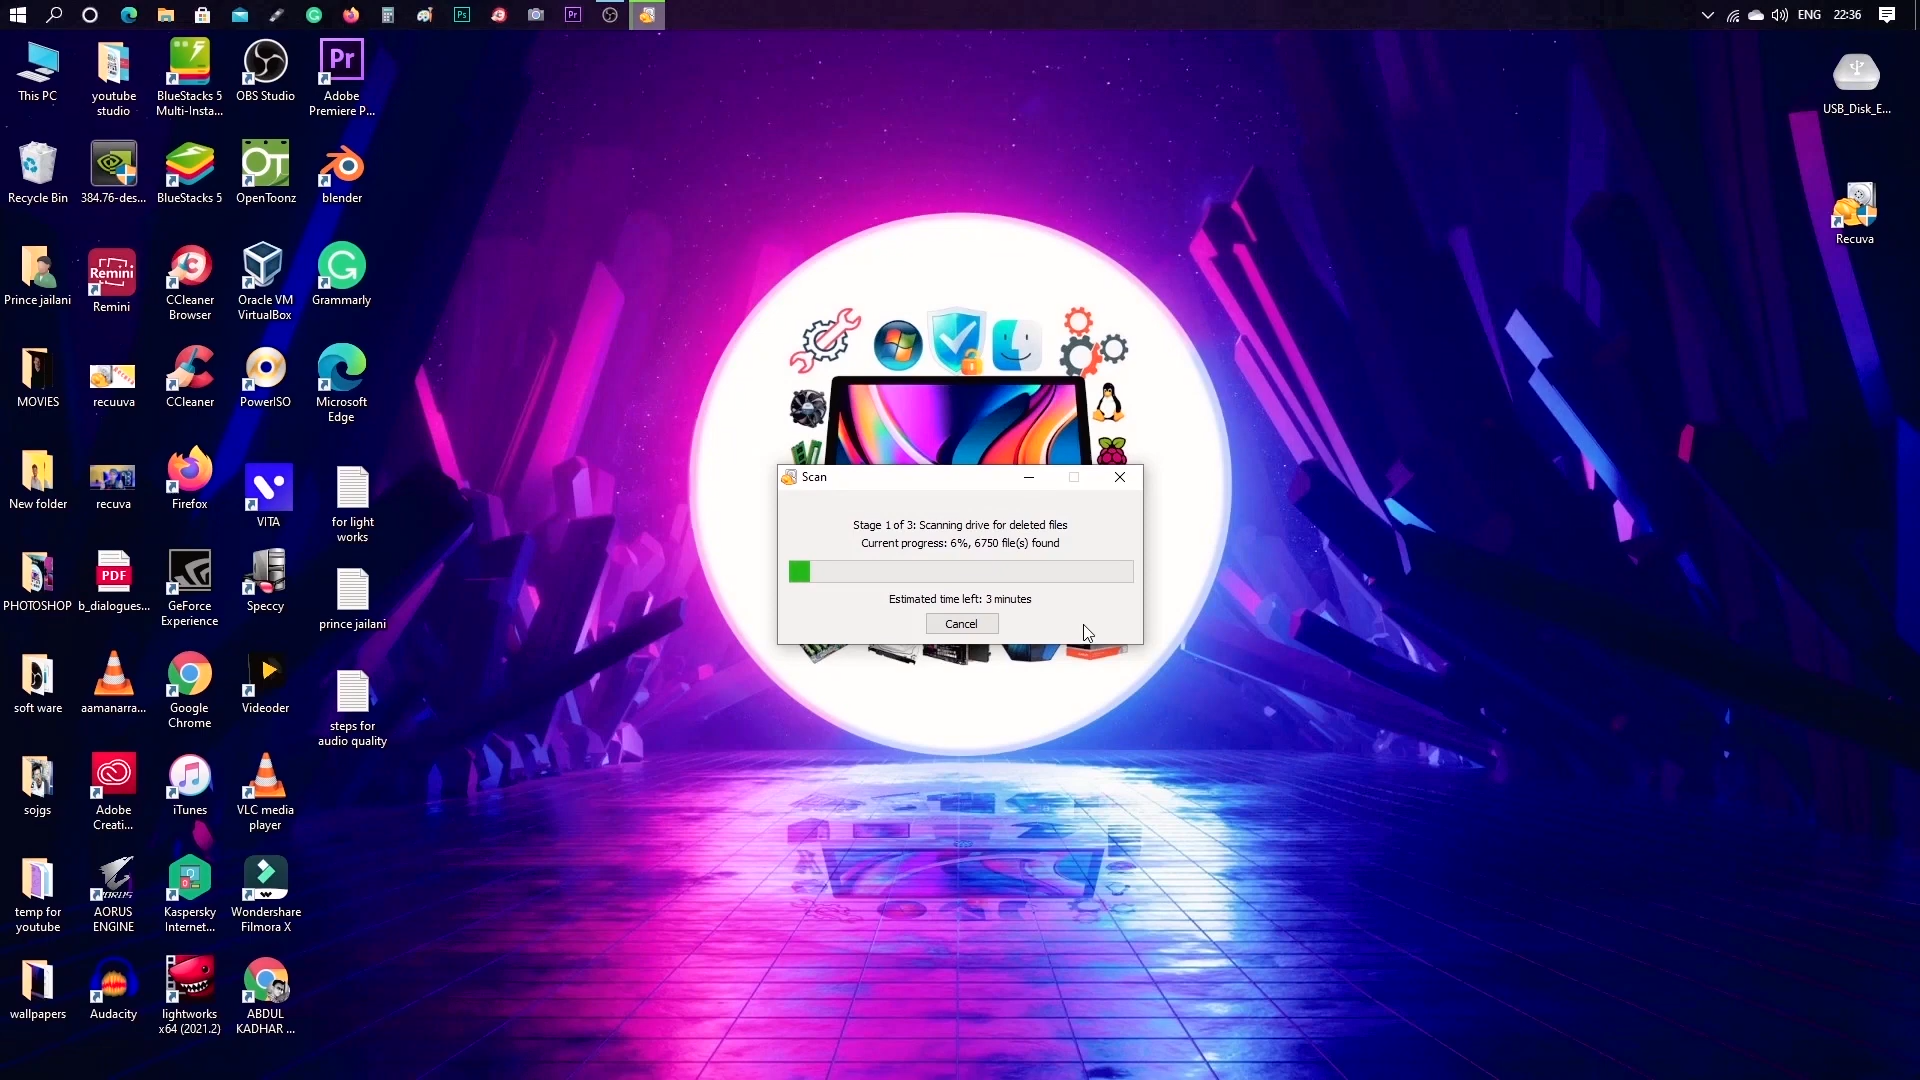 ENG
22:36
This PC
youtube
studio
BlueStacks 5
Multi-Insta...
OBS Studio
Pr
Adobe
Premiere P...
USB_Disk_E...
Recycle Bin
384.76-des...
BlueStacks 5
OT
OpenToonz
blender
Recuva
Prince jailani
Remini
Remini
CCleaner
Browser
Oracle VM
VirtualBox
Grammarly
MOVIES
recuuva
CCleaner
PowerISO
Microsoft
Edge
New folder
recuva
Firefox
VITA
for light
works
Scan
Stage 1 of 3: Scanning drive for deleted files
Current progress: 6%, 6750 file(s) found
Estimated time left: 3 minutes
Cancel
PHOTOSHOP
PDF
b_dialogues...
GeForce
Experience
Speccy
prince jailani
soft ware
aamanarra...
Google
Chrome
Videoder
steps for
audio quality
sojgs
Adobe
Creati...
iTunes
VLC media
player
temp for
youtube
AORUS
AORUS
ENGINE
Kaspersky
Internet...
Wondershare
Filmora X
wallpapers
Audacity
lightworks
x64 (2021.2)
ABDUL
KADHAR ...